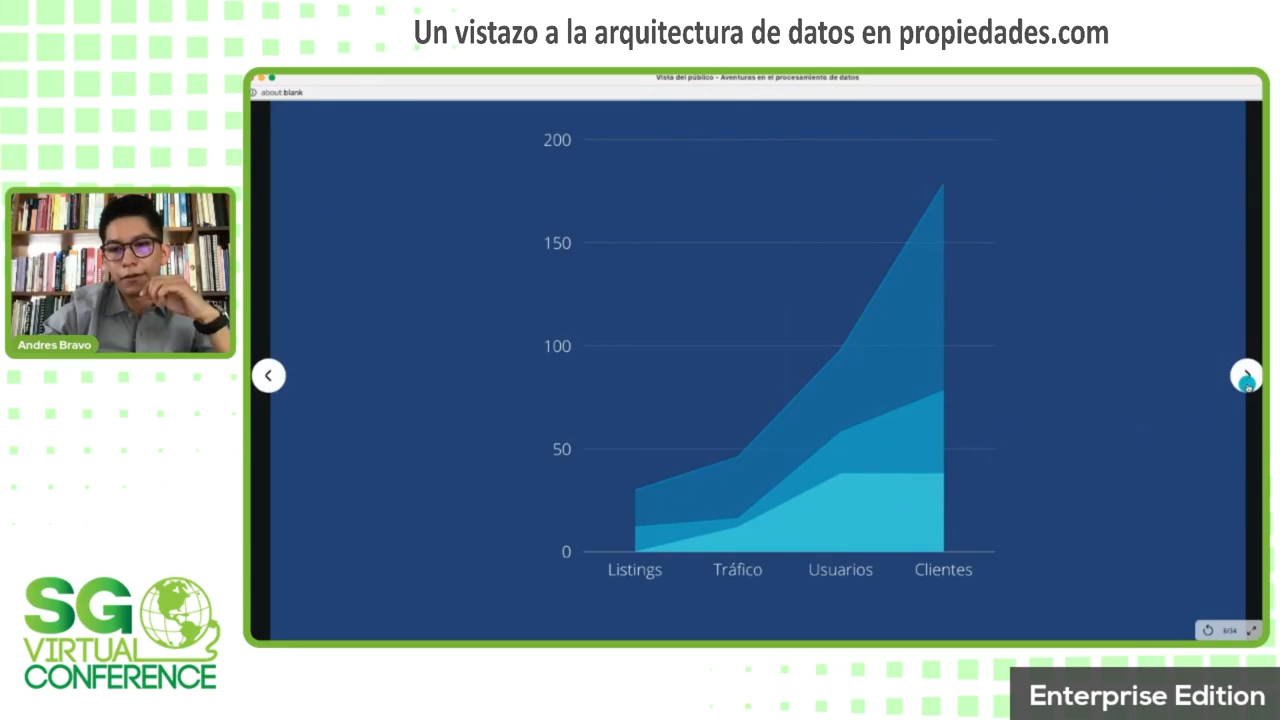 Un vistazo a la arquitectura de datos en propiedades.com
Vista del público - Aventuras en el procesamiento de datos
about:blank
200
150
100
50
0
Listings
Tráfico
Usuarios
Clientes
Andres Bravo
SG
VIRTUAL
CONFERENCE
Enterprise Edition